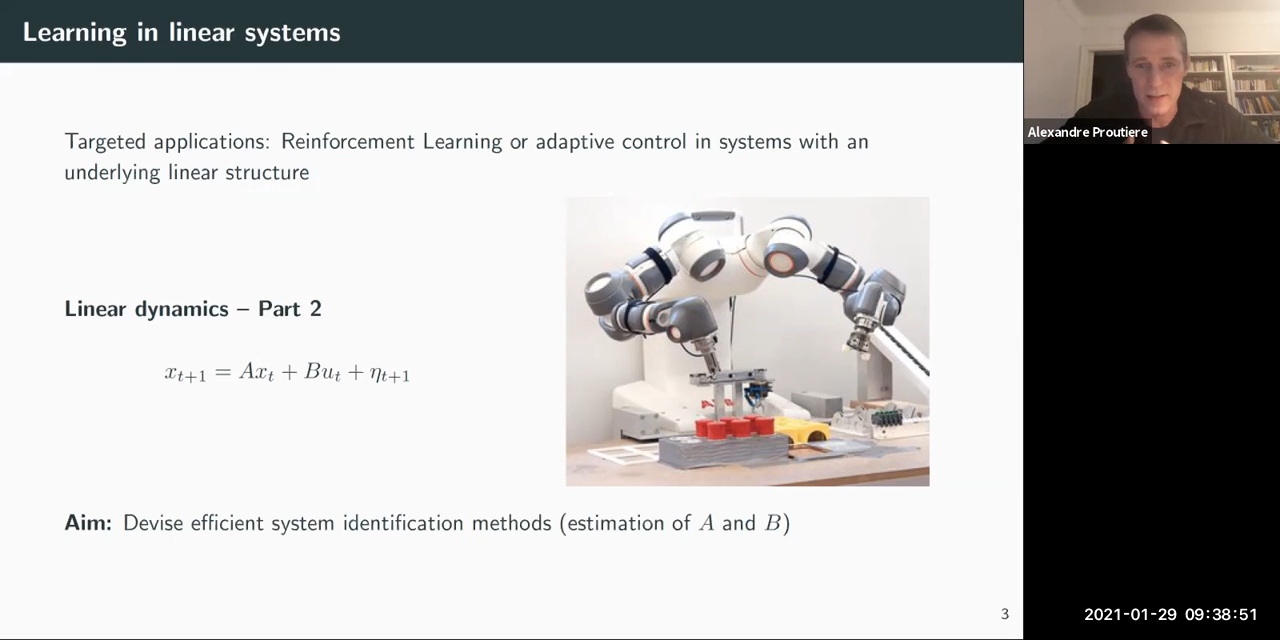 Learning in linear systems
Targeted applications: Reinforcement Learning or adaptive control in systems with an
underlying linear structure
Linear dynamics – Part 2
x_{t+1} = Ax_t + Bu_t + η_{t+1}
Aim: Devise efficient system identification methods (estimation of A and B)
3
Alexandre Proutiere
2021-01-29 09:38:51